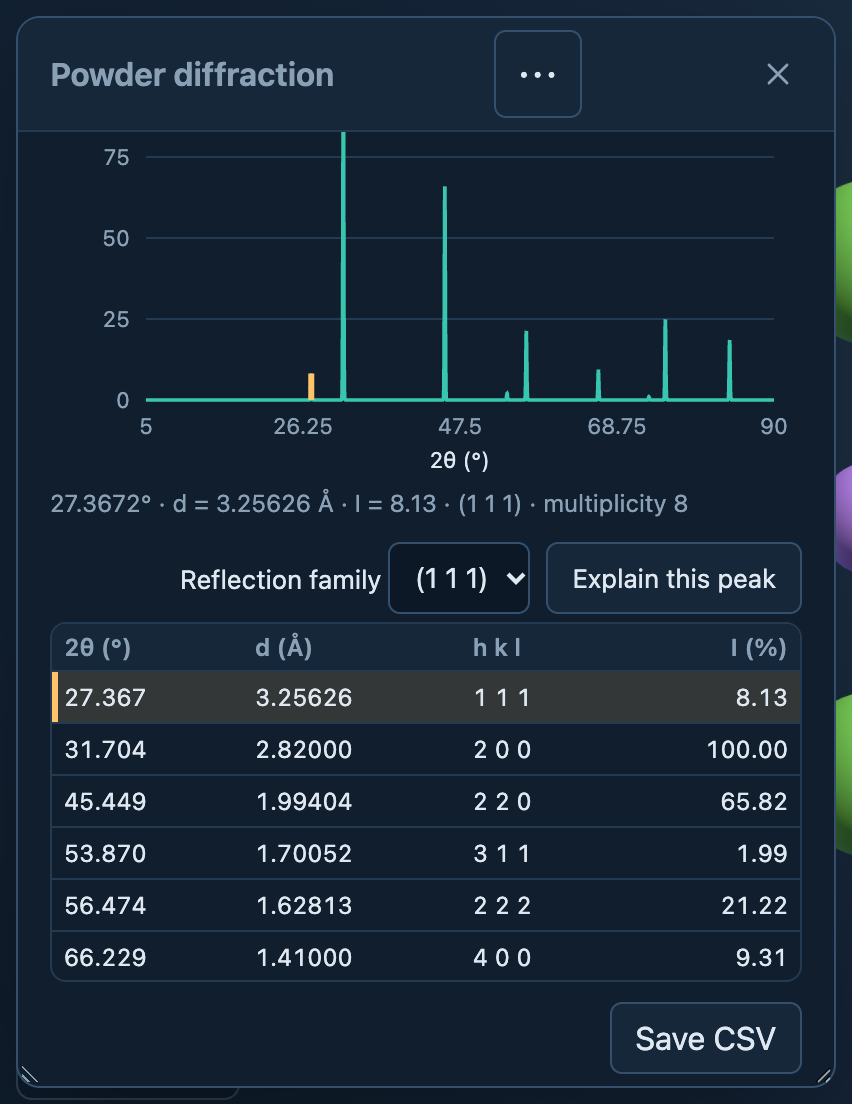 Powder diffraction
75
50
25
0
5 26.25 47.5 68.75 90
2θ (°)
27.3672° · d = 3.25626 Å · I = 8.13 · (1 1 1) · multiplicity 8
Reflection family (1 1 1) Explain this peak
2θ (°) d (Å) h k l I (%)
27.367 3.25626 1 1 1 8.13
31.704 2.82000 2 0 0 100.00
45.449 1.99404 2 2 0 65.82
53.870 1.70052 3 1 1 1.99
56.474 1.62813 2 2 2 21.22
66.229 1.41000 4 0 0 9.31
Save CSV